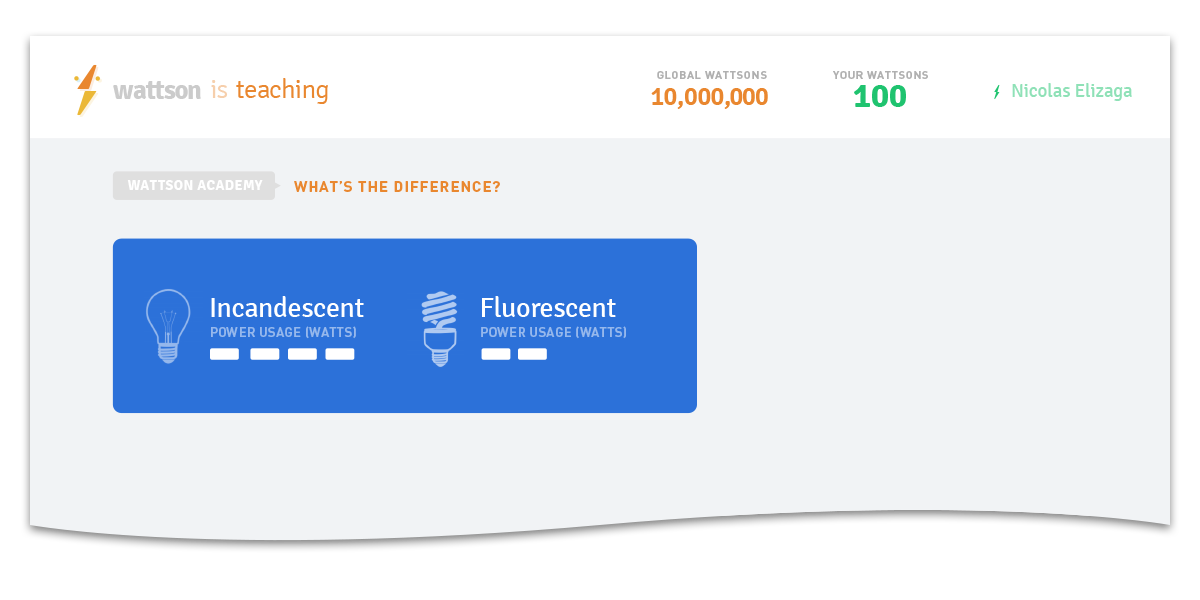 wattson is teaching
GLOBAL WATTSONS
10,000,000
YOUR WATTSONS
100
Nicolas Elizaga
WATTSON ACADEMY
WHAT'S THE DIFFERENCE?
Incandescent
POWER USAGE (WATTS)
Fluorescent
POWER USAGE (WATTS)